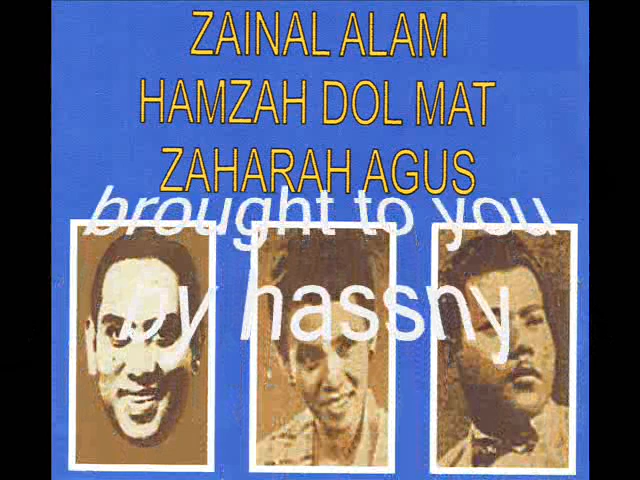 ZAINAL ALAM
HAMZAH DOL MAT
ZAHARAH AGUS
brought to you
by hassny